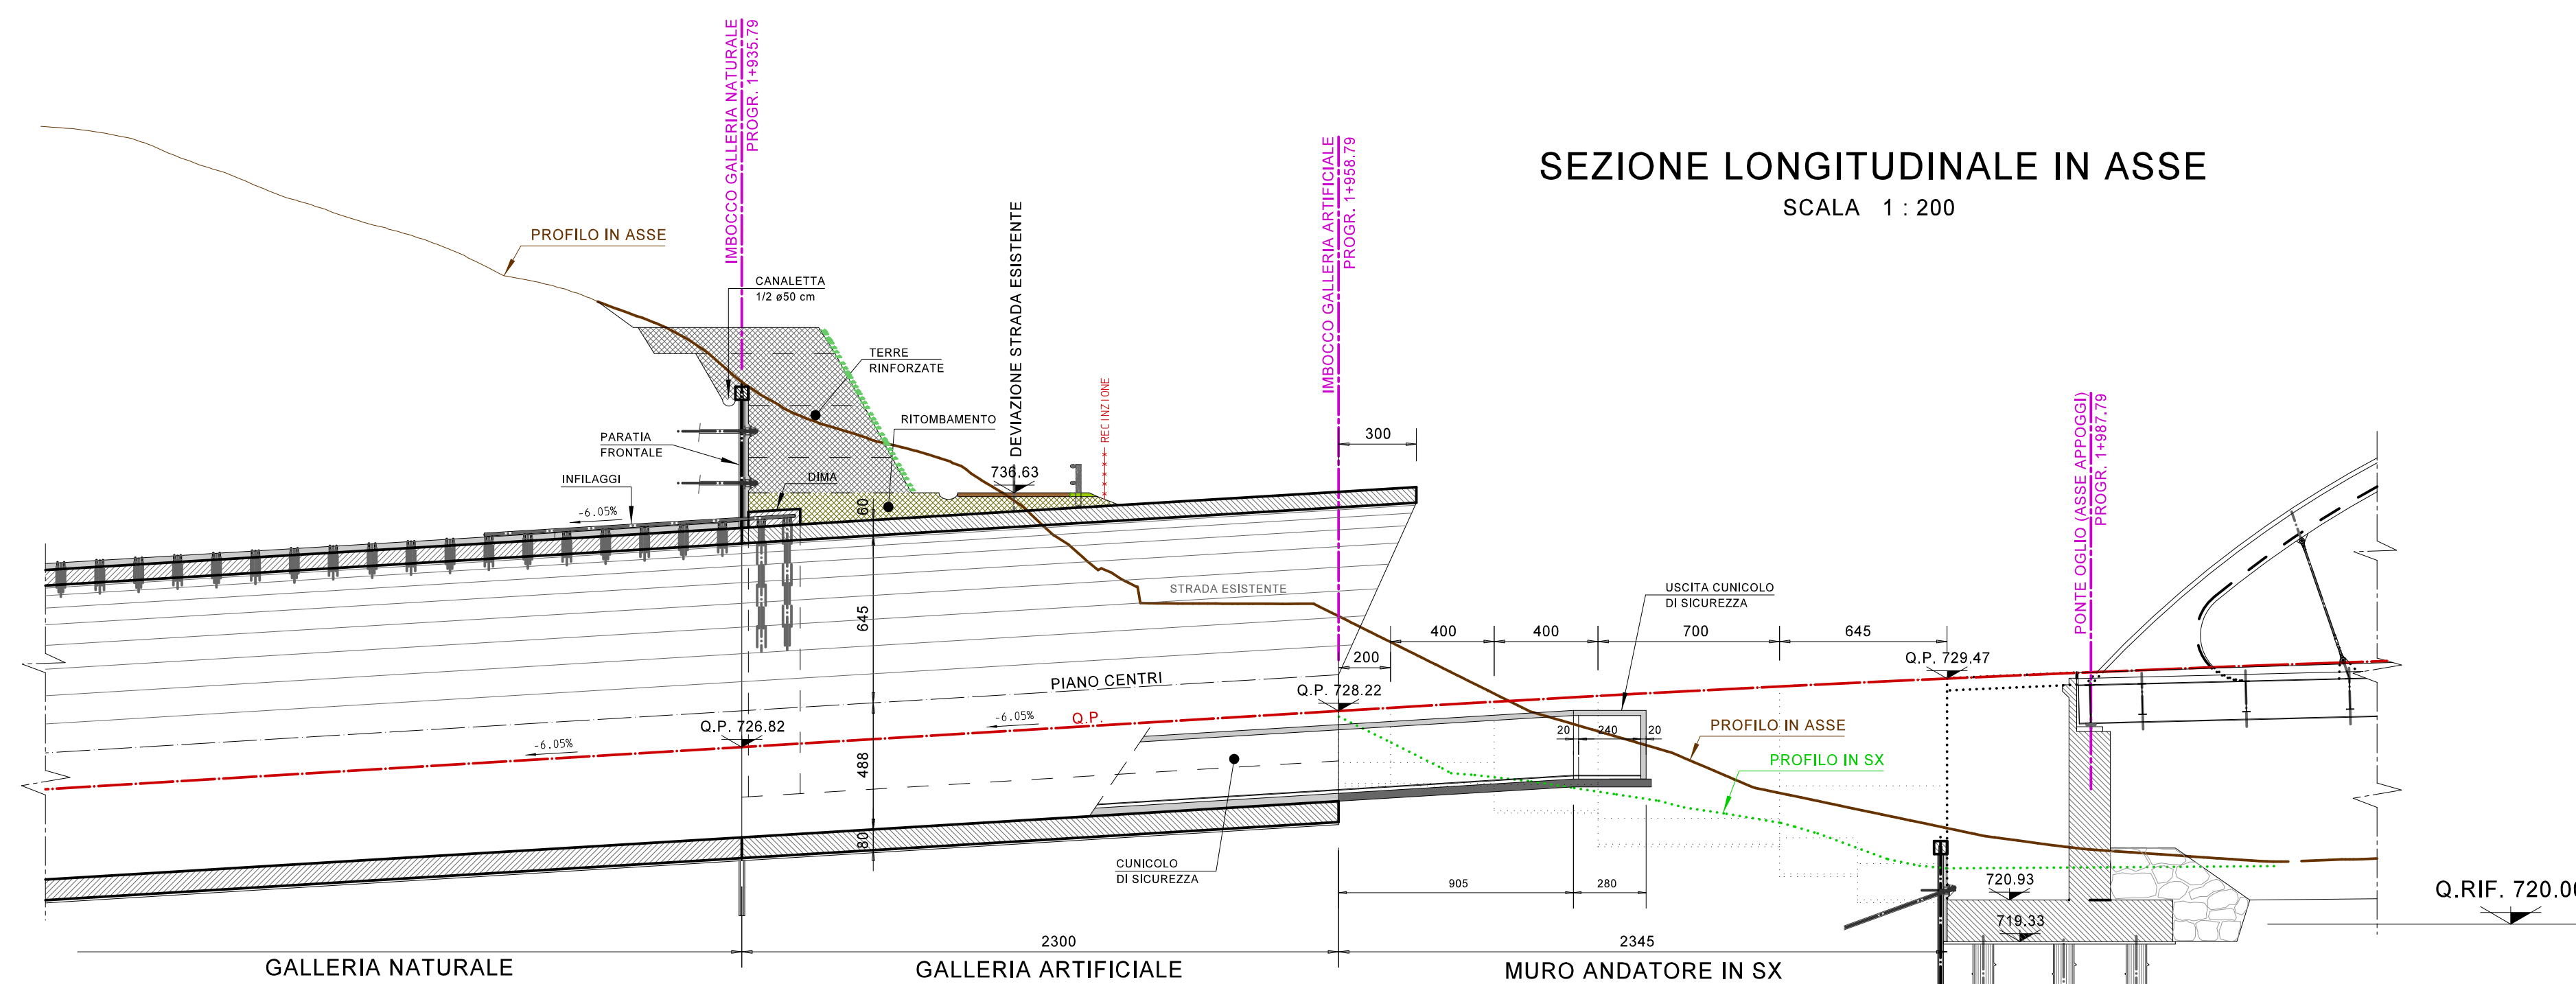 IMBOCCO GALLERIA NATURALE
PROGR. 1+935.79
IMBOCCO GALLERIA ARTIFICIALE
PROGR. 1+958.79
SEZIONE LONGITUDINALE IN ASSE
SCALA 1 : 200
PROFILO IN ASSE
CANALETTA
1/2 ø50 cm
DEVIAZIONE STRADA ESISTENTE
TERRE
RINFORZATE
RECINZIONE
RITOMBAMENTO
PARATIA
FRONTALE
300
PONTE OGLIO (ASSE APPOGGI)
PROGR. 1+987.79
736.63
INFILAGGI
DIMA
-6.05%
60
645
STRADA ESISTENTE
USCITA CUNICOLO
DI SICUREZZA
400
400
700
645
200
Q.P. 729.47
PIANO CENTRI
Q.P. 728.22
-6.05%
Q.P.
Q.P. 726.82
-6.05%
20
240
20
PROFILO IN ASSE
PROFILO IN SX
488
80
CUNICOLO
DI SICUREZZA
905
280
720.93
719.33
Q.RIF. 720.00
2300
2345
GALLERIA NATURALE
GALLERIA ARTIFICIALE
MURO ANDATORE IN SX